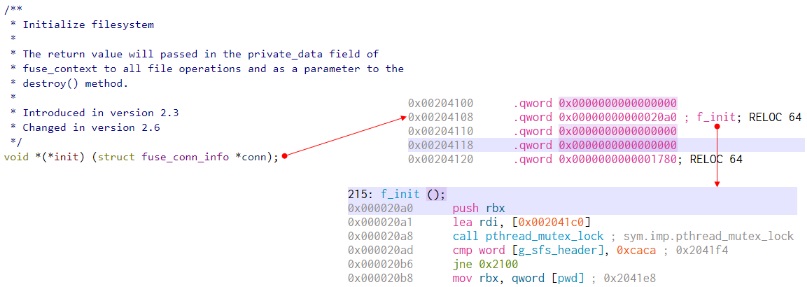 /**
 * Initialize filesystem
 *
 * The return value will passed in the private_data field of
 * fuse_context to all file operations and as a parameter to the
 * destroy() method.
 *
 * Introduced in version 2.3
 * Changed in version 2.6
 */
void *(*init) (struct fuse_conn_info *conn);
0x00204100 .qword 0x0000000000000000
0x00204108 .qword 0x00000000000020a0 ; f_init; RELOC 64
0x00204110 .qword 0x0000000000000000
0x00204118 .qword 0x0000000000000000
0x00204120 .qword 0x0000000000001780; RELOC 64
215: f_init ();
0x000020a0 push rbx
0x000020a1 lea rdi, [0x002041c0]
0x000020a8 call pthread_mutex_lock ; sym.imp.pthread_mutex_lock
0x000020ad cmp word [g_sfs_header], 0xcaca ; 0x2041f4
0x000020b6 jne 0x2100
0x000020b8 mov rbx, qword [pwd] ; 0x2041e8